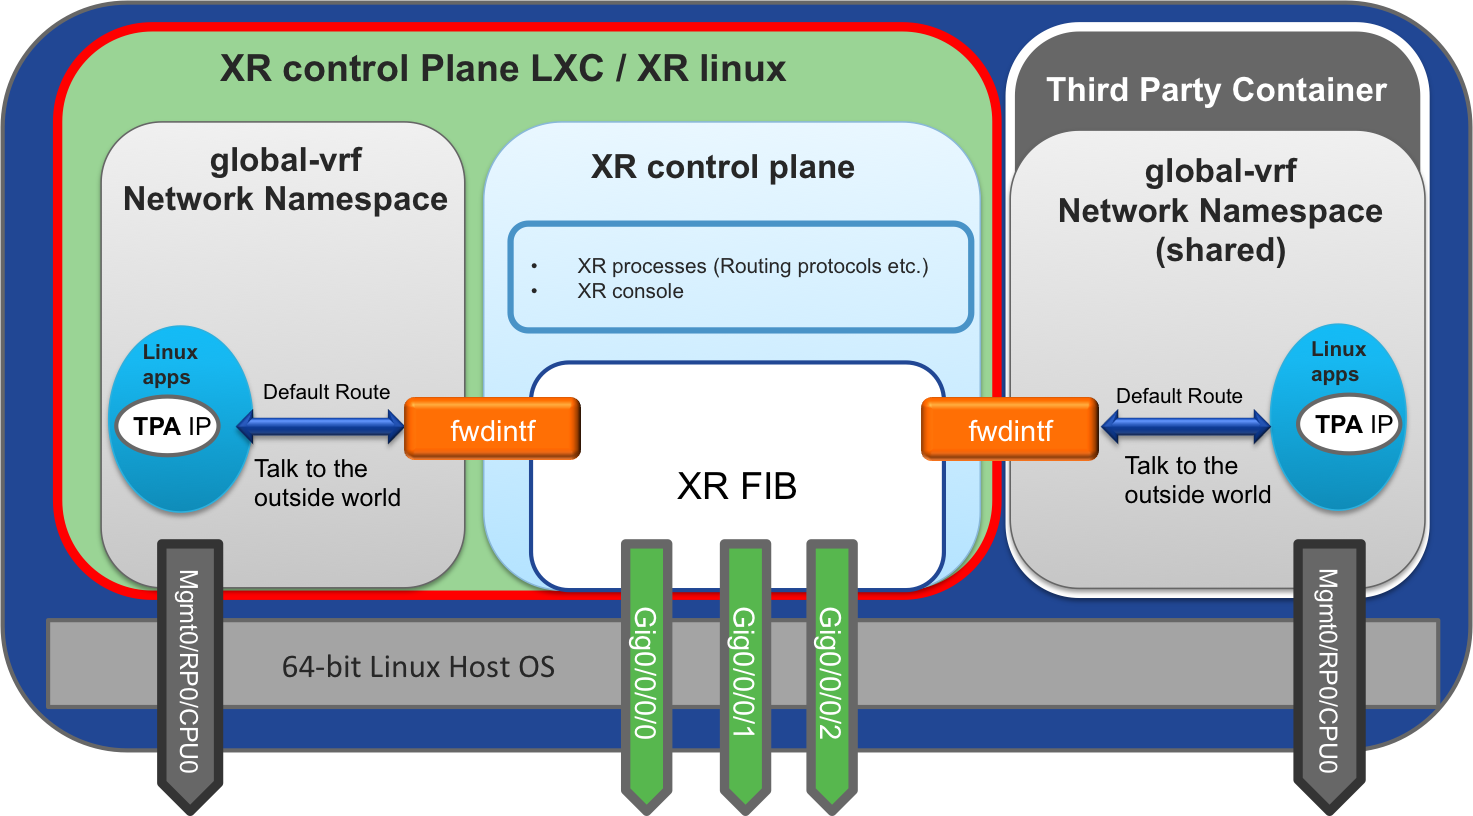 XR control Plane LXC / XR linux
global-vrf
Network Namespace
Linux
apps
TPA IP
Default Route
Talk to the
outside world
fwdintf
XR control plane
• XR processes (Routing protocols etc.)
• XR console
XR FIB
fwdintf
Third Party Container
global-vrf
Network Namespace
(shared)
Default Route
Talk to the
outside world
Linux
apps
TPA IP
64-bit Linux Host OS
Mgmt0/RP0/CPU0
Gig0/0/0/0
Gig0/0/0/1
Gig0/0/0/2
Mgmt0/RP0/CPU0